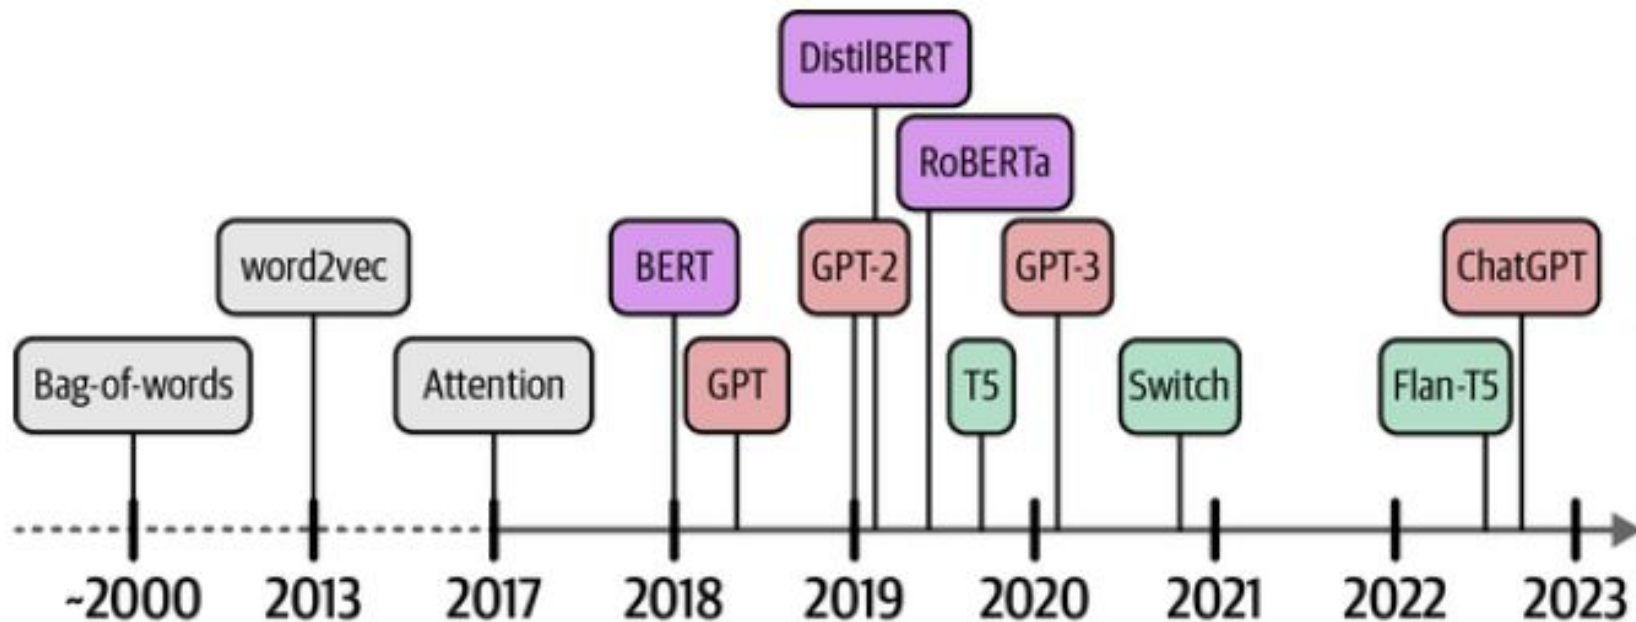 DistilBERT
RoBERTa
word2vec
BERT
GPT-2
GPT-3
ChatGPT
Bag-of-words
Attention
GPT
T5
Switch
Flan-T5
~2000
2013
2017
2018
2019
2020
2021
2022
2023